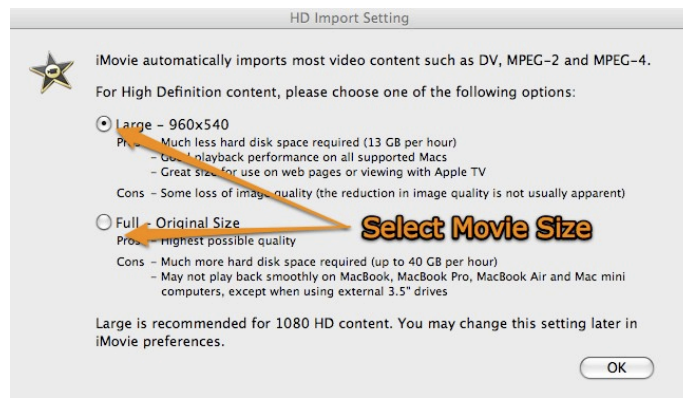 HD Import Setting
iMovie automatically imports most video content such as DV, MPEG-2 and MPEG-4.
For High Definition content, please choose one of the following options:
Large - 960x540
Pros - Much less hard disk space required (13 GB per hour)
- Good playback performance on all supported Macs
- Great size for use on web pages or viewing with Apple TV
Cons - Some loss of image quality (the reduction in image quality is not usually apparent)
Full - Original Size
Select Movie Size
Pros - Highest possible quality
Cons - Much more hard disk space required (up to 40 GB per hour)
- May not play back smoothly on MacBook, MacBook Pro, MacBook Air and Mac mini
computers, except when using external 3.5" drives
Large is recommended for 1080 HD content. You may change this setting later in
iMovie preferences.
OK